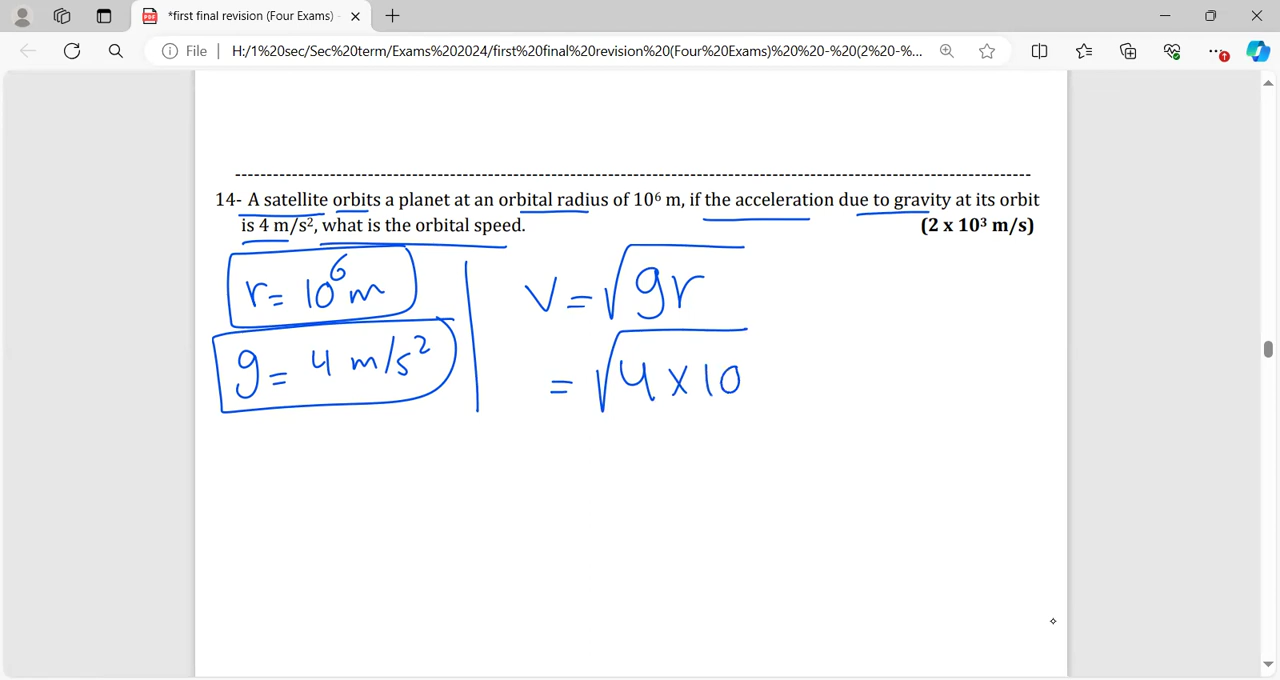 *first final revision (Four Exams) -
File
H:/1%20sec/Sec%20term/Exams%202024/first%20final%20revision%20(Four%20Exams)%20%20-%20(2%20-%...
14- A satellite orbits a planet at an orbital radius of 10⁶ m, if the acceleration due to gravity at its orbit
is 4 m/s², what is the orbital speed. (2 x 10³ m/s)
r = 10⁶ m
g = 4 m/s²
v = √gr
= √4 × 10